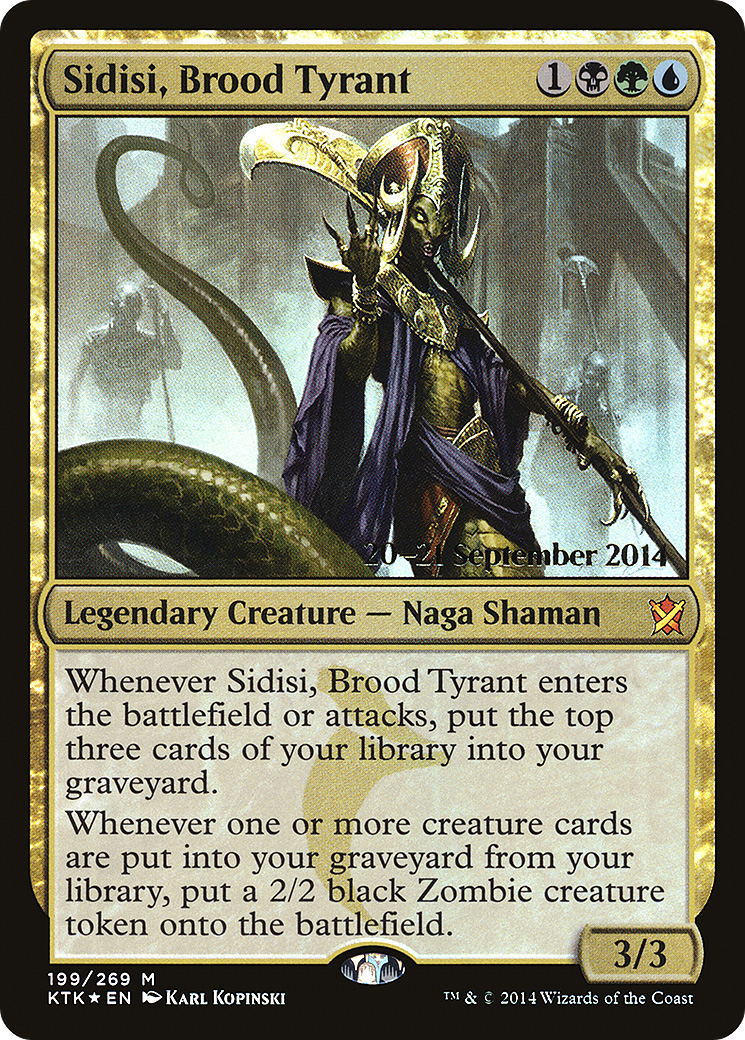 Sidisi, Brood Tyrant 1
20–21 September 2014
Legendary Creature — Naga Shaman
Whenever Sidisi, Brood Tyrant enters
the battlefield or attacks, put the top
three cards of your library into your
graveyard.
Whenever one or more creature cards
are put into your graveyard from your
library, put a 2/2 black Zombie creature
token onto the battlefield.
3/3
199/269 M
KTK★EN Karl Kopinski
™ & © 2014 Wizards of the Coast